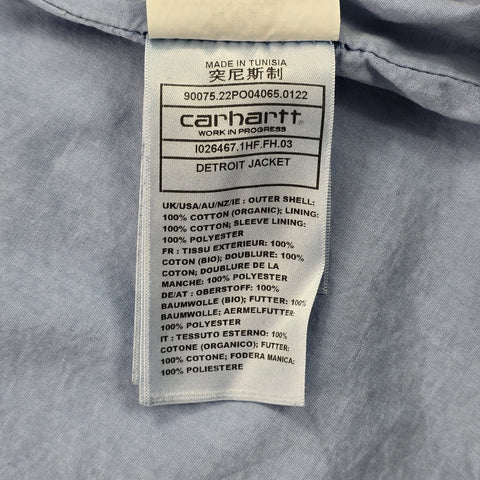 MADE IN TUNISIA
突尼斯制
90075.22PO04065.0122
carhartt
WORK IN PROGRESS
I026467.1HF.FH.03
DETROIT JACKET
UK/USA/AU/NZ/IE : OUTER SHELL:
100% COTTON (ORGANIC); LINING:
100% COTTON; SLEEVE LINING:
100% POLYESTER
FR : TISSU EXTERIEUR: 100%
COTON (BIO); DOUBLURE: 100%
COTON; DOUBLURE DE LA
MANCHE: 100% POLYESTER
DE/AT : OBERSTOFF: 100%
BAUMWOLLE (BIO); FUTTER: 100%
BAUMWOLLE; AERMELFUTTER:
100% POLYESTER
IT : TESSUTO ESTERNO: 100%
COTONE (ORGANICO); FUTTER:
100% COTONE; FODERA MANICA:
100% POLIESTERE